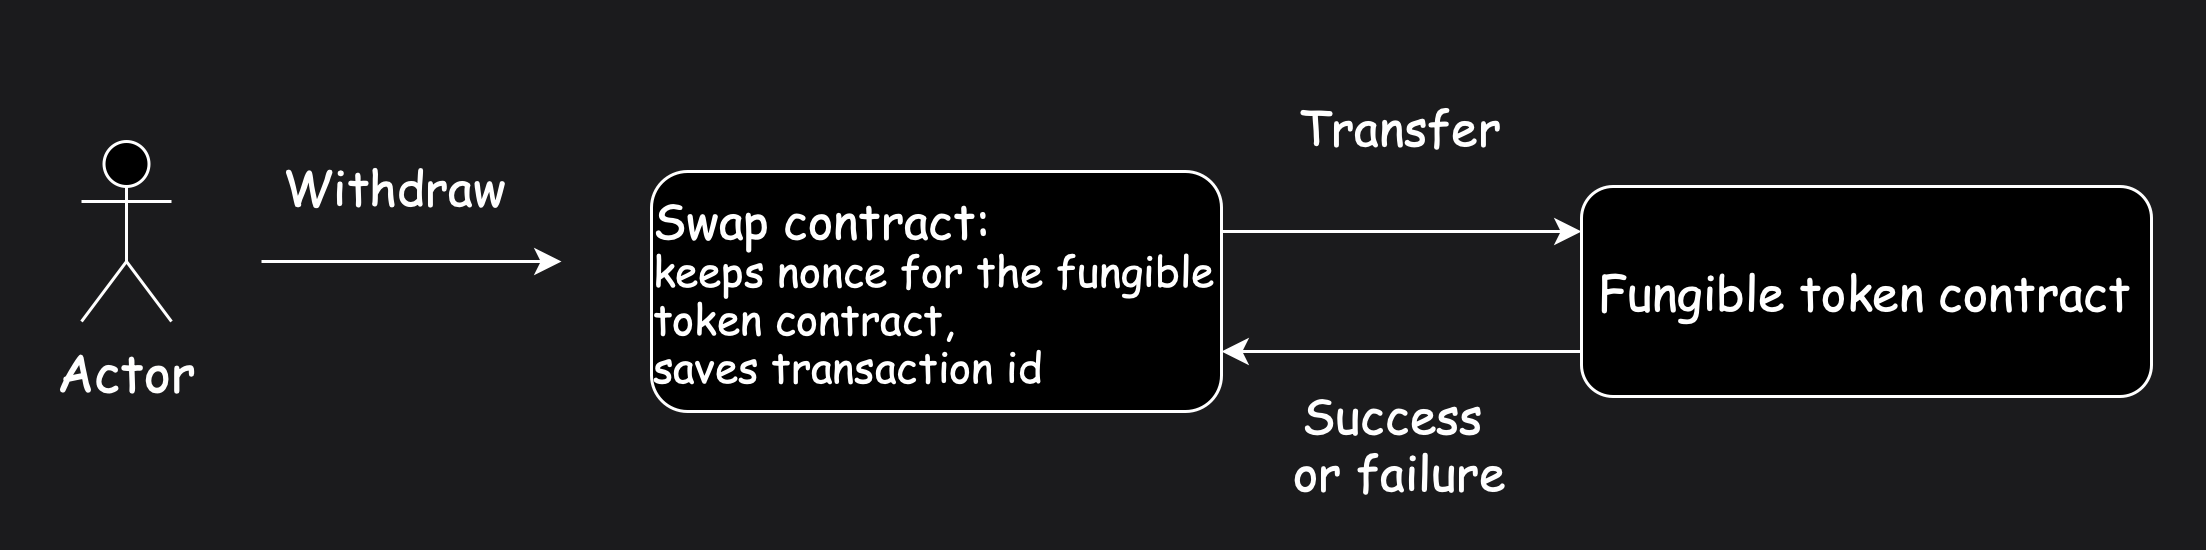 Withdraw
Actor
Swap contract:
keeps nonce for the fungible
token contract,
saves transaction id
Transfer
Success
or failure
Fungible token contract